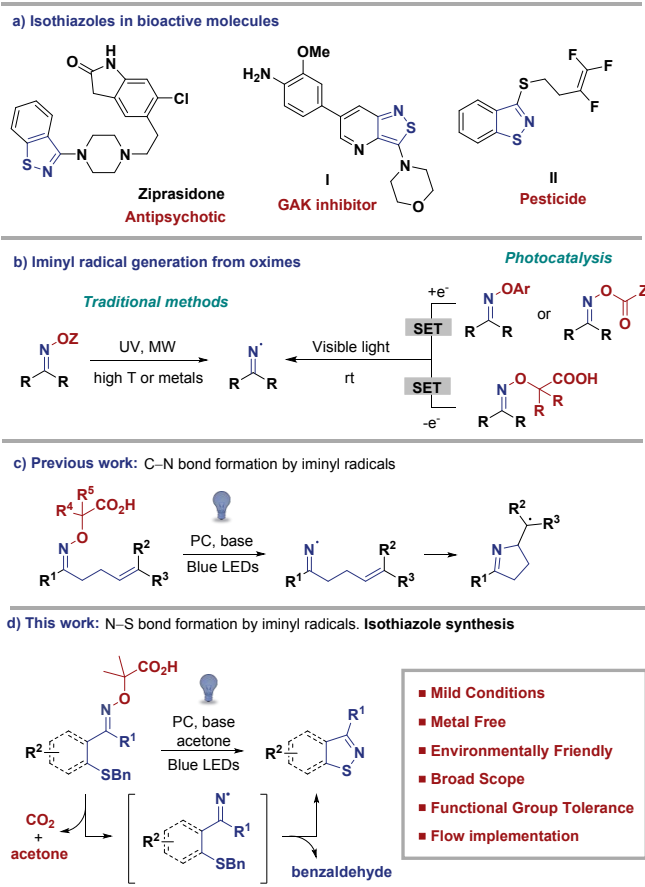 a) Isothiazoles in bioactive molecules
H
N
O
Cl
N
N
S
N
Ziprasidone
Antipsychotic
OMe
H2N
N
S
N
N
O
I
GAK inhibitor
F
F
F
S
N
S
II
Pesticide
b) Iminyl radical generation from oximes
Photocatalysis
Traditional methods
N
OZ
R
R
UV, MW
high T or metals
N•
R
R
Visible light
rt
+e-
SET
SET
-e-
N
OAr
R
R
or
N
O
Z
O
R
R
N
O
COOH
R
R
R
R
c) Previous work: C–N bond formation by iminyl radicals
R5
R4
CO2H
O
N
R1
R2
R3
PC, base
Blue LEDs
N•
R1
R2
R3
R2
•
R3
N
R1
d) This work: N–S bond formation by iminyl radicals. Isothiazole synthesis
CO2H
O
N
R1
R2
SBn
PC, base
acetone
Blue LEDs
R1
R2
N
S
CO2
+
acetone
N•
R1
R2
SBn
benzaldehyde
■ Mild Conditions
■ Metal Free
■ Environmentally Friendly
■ Broad Scope
■ Functional Group Tolerance
■ Flow implementation